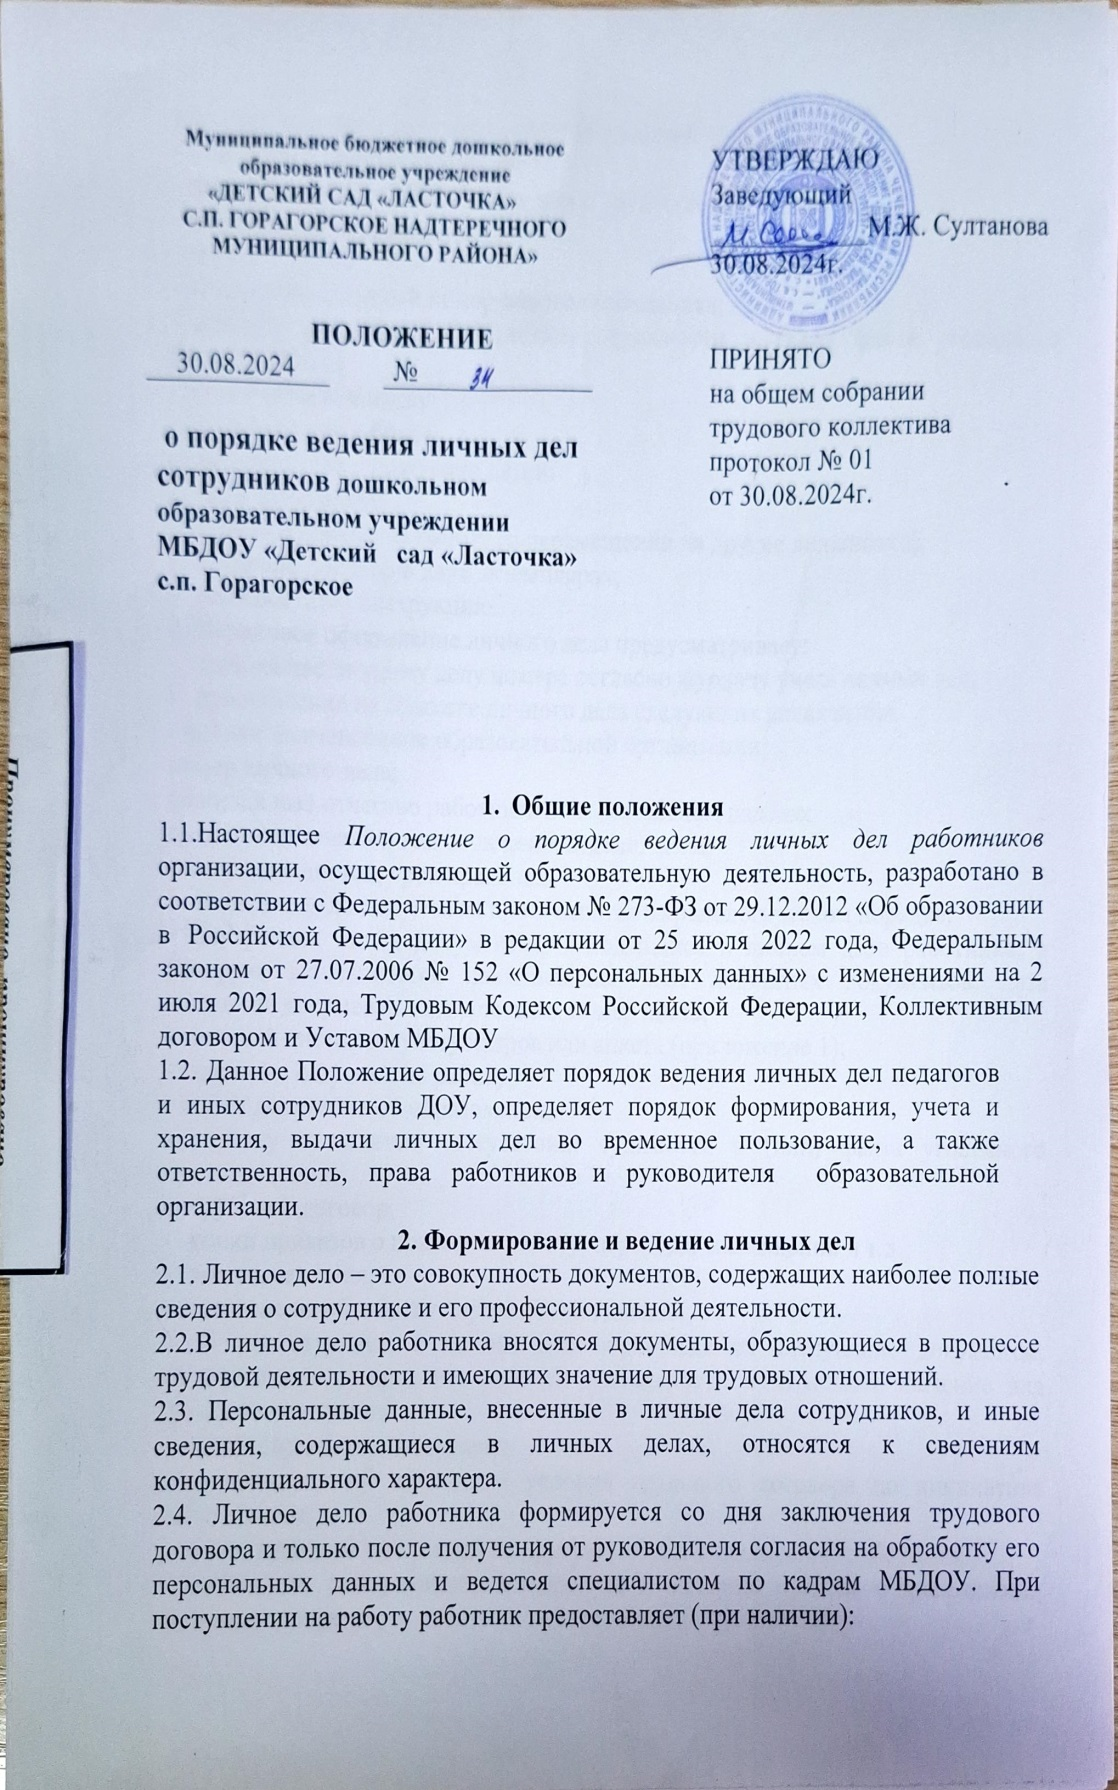 Муниципальное бюджетное дошкольное
образовательное учреждение
«ДЕТСКИЙ САД «ЛАСТОЧКА»
С.П. ГОРАГОРСКОЕ НАДТЕРЕЧНОГО
МУНИЦИПАЛЬНОГО РАЙОНА»
ПОЛОЖЕНИЕ
30.08.2024 № 34
о порядке ведения личных дел
сотрудников дошкольном
образовательном учреждении
МБДОУ «Детский сад «Ласточка»
с.п. Горагорское
УТВЕРЖДАЮ
Заведующий
М.Ж. Султанова
30.08.2024г.
ПРИНЯТО
на общем собрании
трудового коллектива
протокол № 01
от 30.08.2024г.
1. Общие положения
1.1.Настоящее Положение о порядке ведения личных дел работников
организации, осуществляющей образовательную деятельность, разработано в
соответствии с Федеральным законом № 273-ФЗ от 29.12.2012 «Об образовании
в Российской Федерации» в редакции от 25 июля 2022 года, Федеральным
законом от 27.07.2006 № 152 «О персональных данных» с изменениями на 2
июля 2021 года, Трудовым Кодексом Российской Федерации, Коллективным
договором и Уставом МБДОУ
1.2. Данное Положение определяет порядок ведения личных дел педагогов
и иных сотрудников ДОУ, определяет порядок формирования, учета и
хранения, выдачи личных дел во временное пользование, а также
ответственность, права работников и руководителя образовательной
организации.
2. Формирование и ведение личных дел
2.1. Личное дело – это совокупность документов, содержащих наиболее полные
сведения о сотруднике и его профессиональной деятельности.
2.2.В личное дело работника вносятся документы, образующиеся в процессе
трудовой деятельности и имеющих значение для трудовых отношений.
2.3. Персональные данные, внесенные в личные дела сотрудников, и иные
сведения, содержащиеся в личных делах, относятся к сведениям
конфиденциального характера.
2.4. Личное дело работника формируется со дня заключения трудового
договора и только после получения от руководителя согласия на обработку его
персональных данных и ведется специалистом по кадрам МБДОУ. При
поступлении на работу работник предоставляет (при наличии):